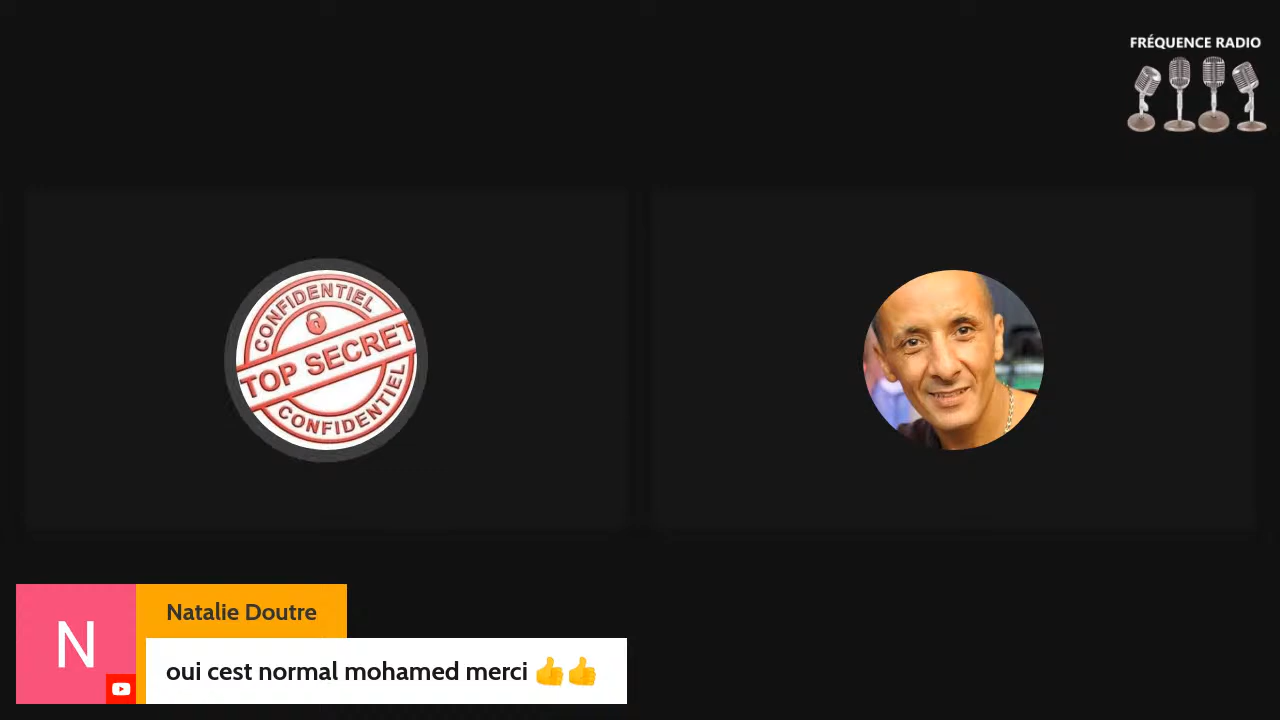 FRÉQUENCE RADIO
CONFIDENTIEL
TOP SECRET
CONFIDENTIEL
N
Natalie Doutre
oui cest normal mohamed merci 👍👍